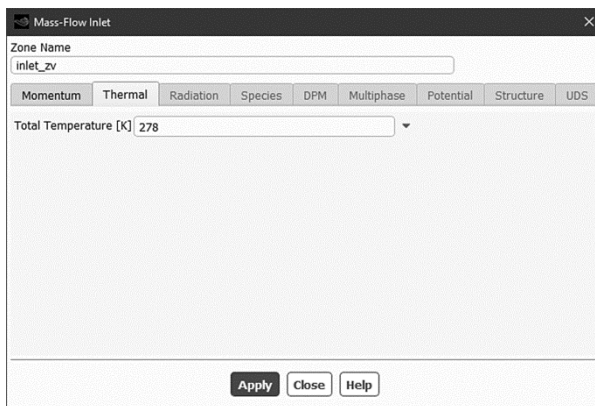 Mass-Flow Inlet
Zone Name
inlet_zv
Momentum Thermal Radiation Species DPM Multiphase Potential Structure UDS
Total Temperature [K] 278
Apply Close Help